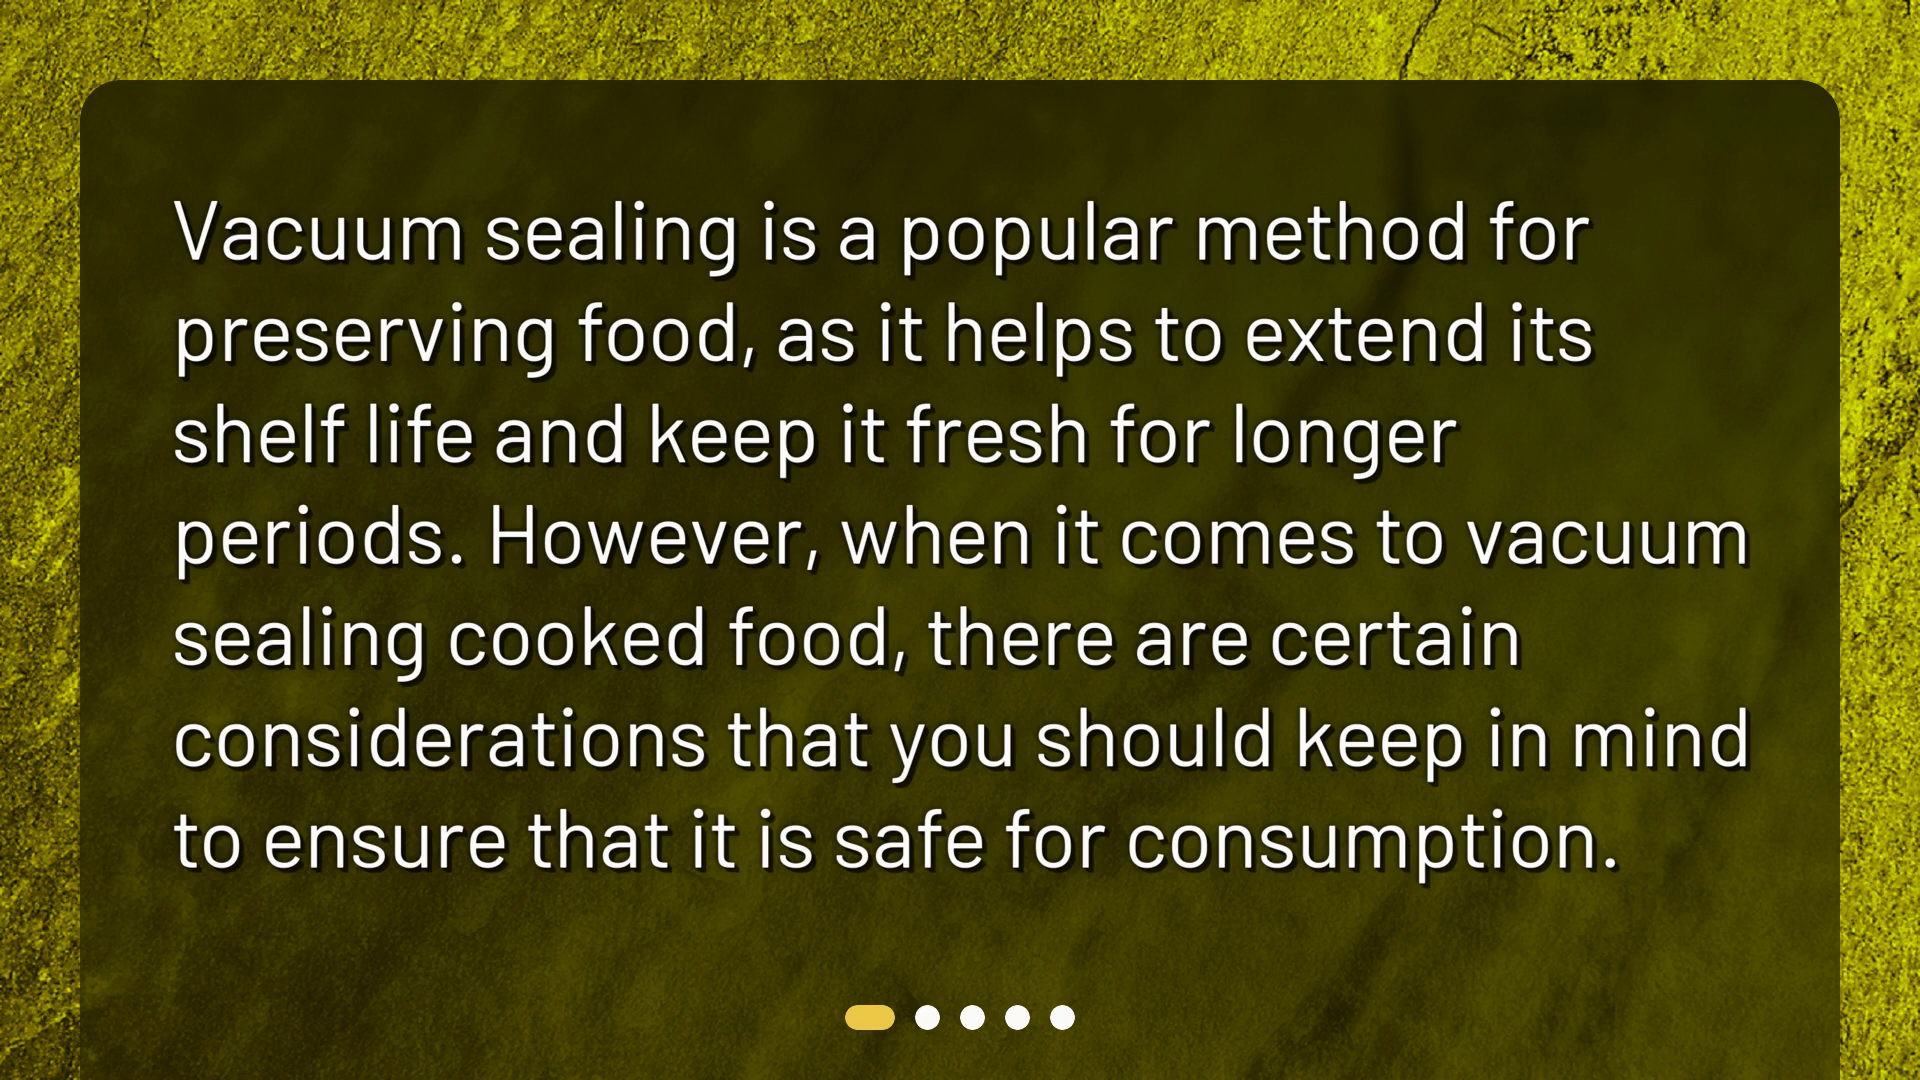 Vacuum sealing is a popular method for
preserving food, as it helps to extend its
shelf life and keep it fresh for longer
periods. However, when it comes to vacuum
sealing cooked food, there are certain
considerations that you should keep in mind
to ensure that it is safe for consumption.